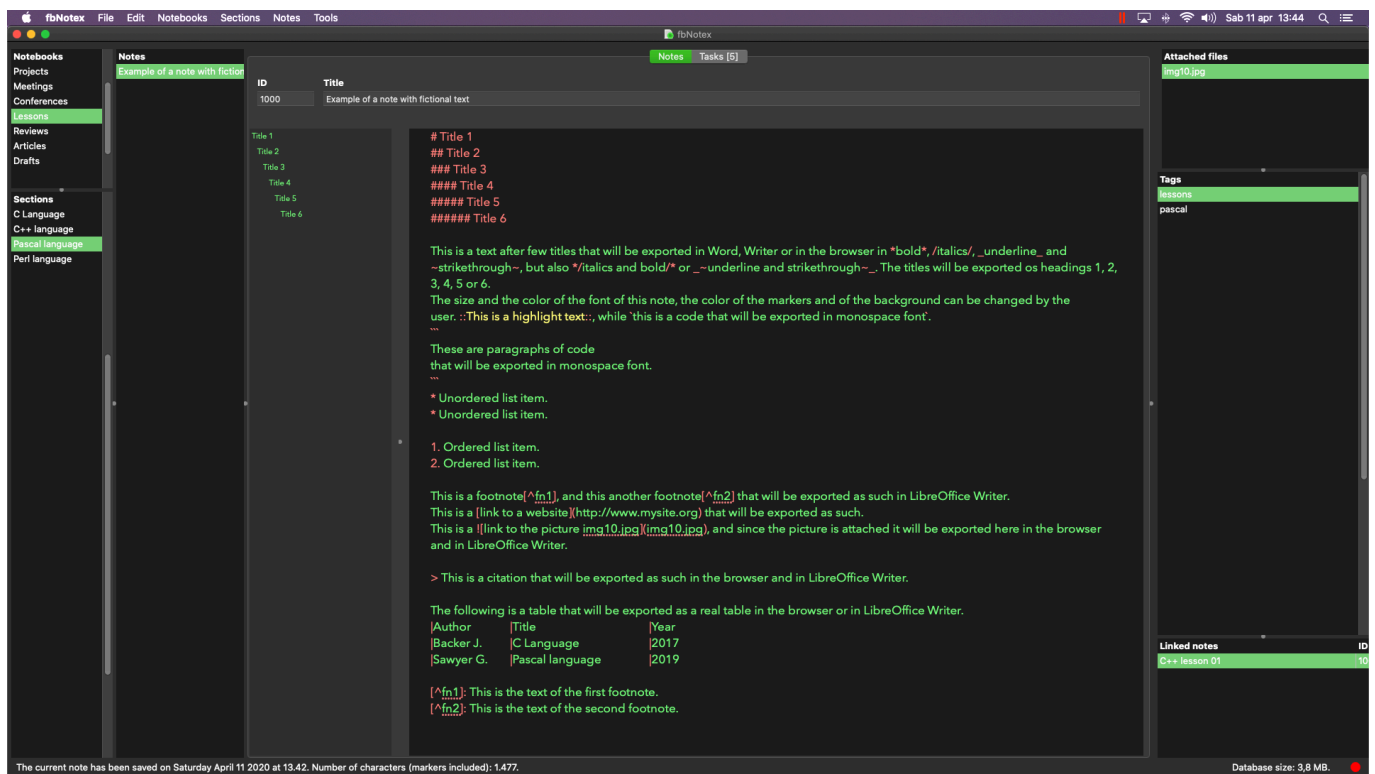 fbNotex File Edit Notebooks Sections Notes Tools
Sab 11 apr 13:44
fbNotex
Notebooks
Projects
Meetings
Conferences
Lessons
Reviews
Articles
Drafts
Sections
C Language
C++ language
Pascal language
Perl language
Notes
Example of a note with fiction
Notes Tasks [5]
ID Title
1000 Example of a note with fictional text
Title 1
Title 2
Title 3
Title 4
Title 5
Title 6
# Title 1
## Title 2
### Title 3
#### Title 4
##### Title 5
###### Title 6
This is a text after few titles that will be exported in Word, Writer or in the browser in *bold*, /italics/, _underline_ and
~strikethrough~, but also */italics and bold/* or _~underline and strikethrough~_. The titles will be exported os headings 1, 2,
3, 4, 5 or 6.
The size and the color of the font of this note, the color of the markers and of the background can be changed by the
user. ::This is a highlight text::, while `this is a code that will be exported in monospace font`.
```
These are paragraphs of code
that will be exported in monospace font.
```
* Unordered list item.
* Unordered list item.
1. Ordered list item.
2. Ordered list item.
This is a footnote[^fn1], and this another footnote[^fn2] that will be exported as such in LibreOffice Writer.
This is a [link to a website](http://www.mysite.org) that will be exported as such.
This is a ![link to the picture img10.jpg](img10.jpg), and since the picture is attached it will be exported here in the browser
and in LibreOffice Writer.
> This is a citation that will be exported as such in the browser and in LibreOffice Writer.
The following is a table that will be exported as a real table in the browser or in LibreOffice Writer.
|Author |Title |Year
|Backer J. |C Language |2017
|Sawyer G. |Pascal language |2019
[^fn1]: This is the text of the first footnote.
[^fn2]: This is the text of the second footnote.
Attached files
img10.jpg
Tags
lessons
pascal
Linked notes ID
C++ lesson 01 10
The current note has been saved on Saturday April 11 2020 at 13.42. Number of characters (markers included): 1.477.
Database size: 3,8 MB.